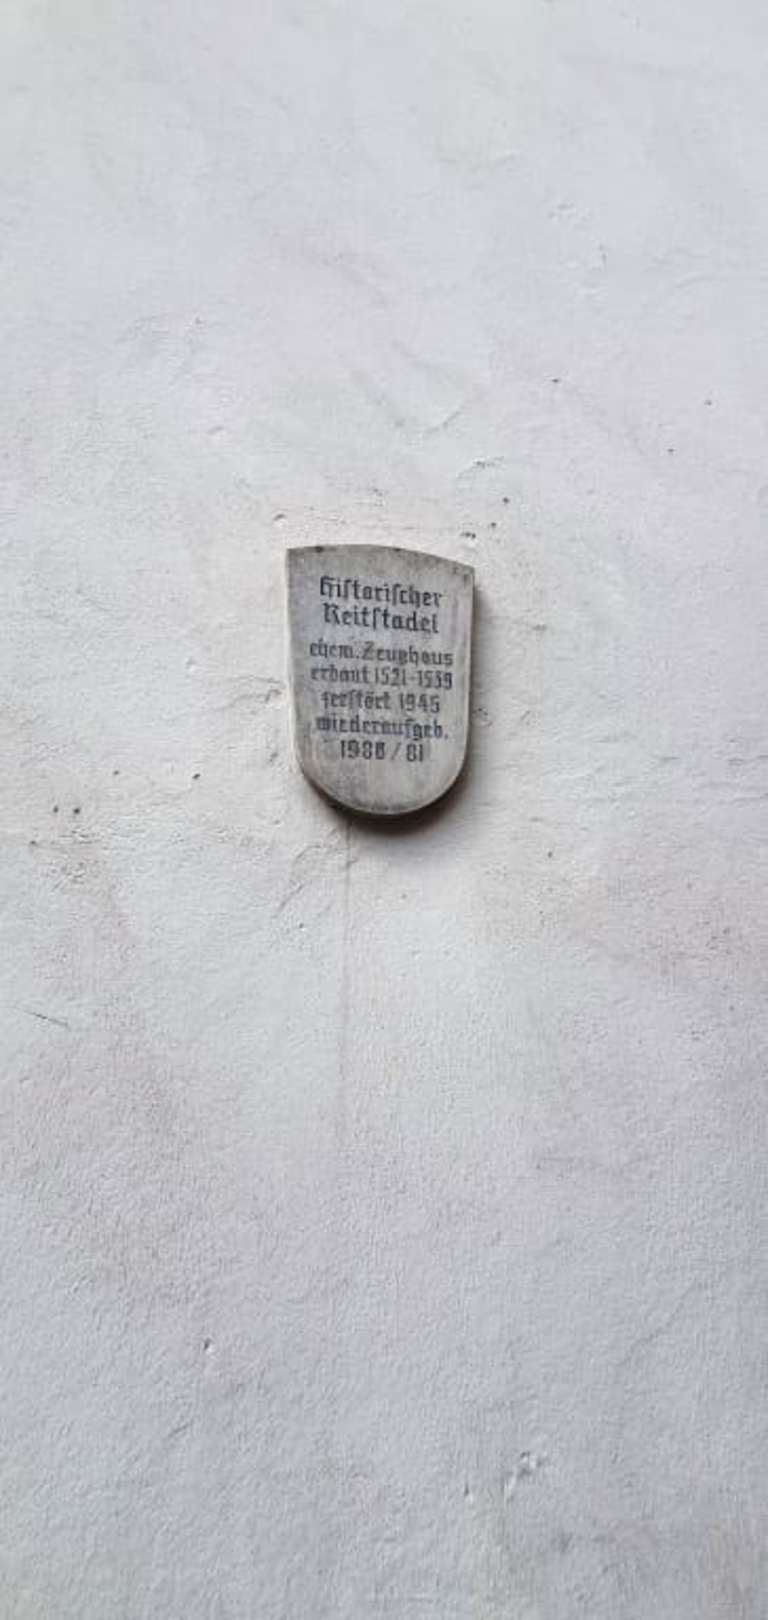 Historischer
Reitstadel
ehem. Zeughaus
erbaut 1521-1539
zerstört 1945
wiederaufgeb.
1980/81